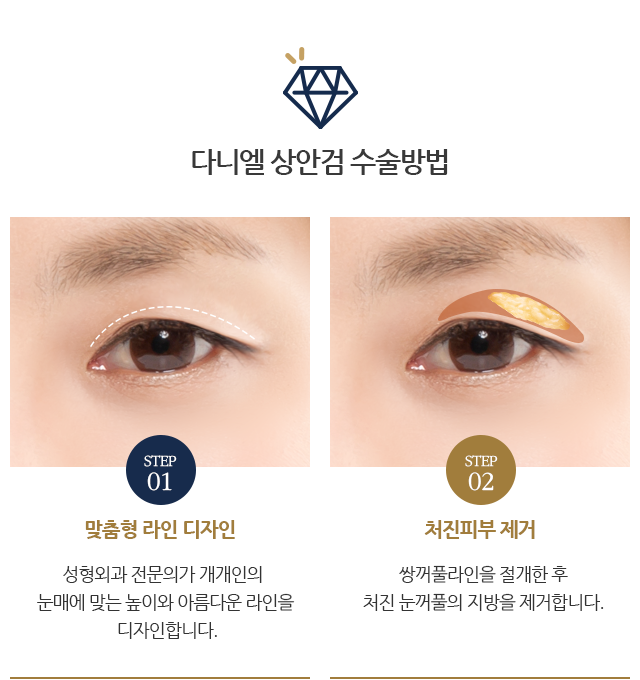 다니엘 상안검 수술방법
STEP
01
맞춤형 라인 디자인
성형외과 전문의가 개개인의
눈매에 맞는 높이와 아름다운 라인을
디자인합니다.
STEP
02
처진피부 제거
쌍꺼풀라인을 절개한 후
처진 눈꺼풀의 지방을 제거합니다.